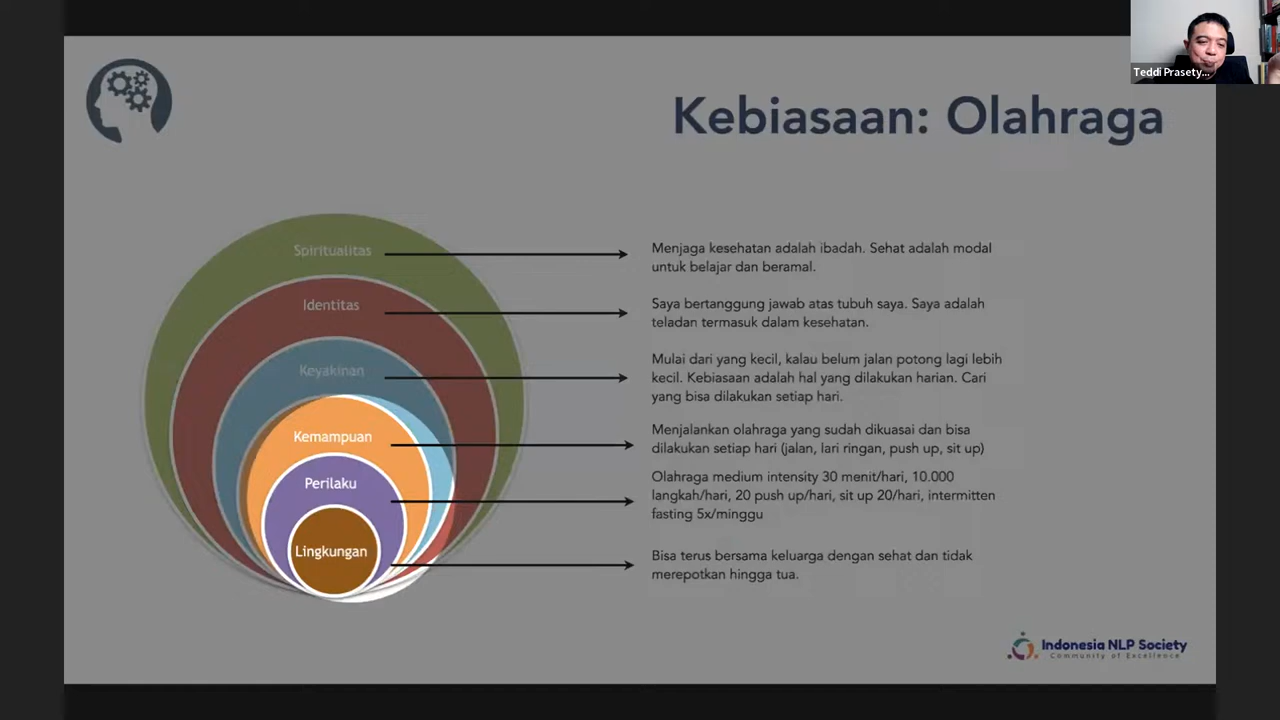 Teddi Prasety...
Kebiasaan: Olahraga
Spiritualitas
Menjaga kesehatan adalah ibadah. Sehat adalah modal
untuk belajar dan beramal.
Identitas
Saya bertanggung jawab atas tubuh saya. Saya adalah
teladan termasuk dalam kesehatan.
Keyakinan
Mulai dari yang kecil, kalau belum jalan potong lagi lebih
kecil. Kebiasaan adalah hal yang dilakukan harian. Cari
yang bisa dilakukan setiap hari.
Kemampuan
Menjalankan olahraga yang sudah dikuasai dan bisa
dilakukan setiap hari (jalan, lari ringan, push up, sit up)
Perilaku
Olahraga medium intensity 30 menit/hari, 10.000
langkah/hari, 20 push up/hari, sit up 20/hari, intermitten
fasting 5x/minggu
Lingkungan
Bisa terus bersama keluarga dengan sehat dan tidak
merepotkan hingga tua.
Indonesia NLP Society
Community of Excellence